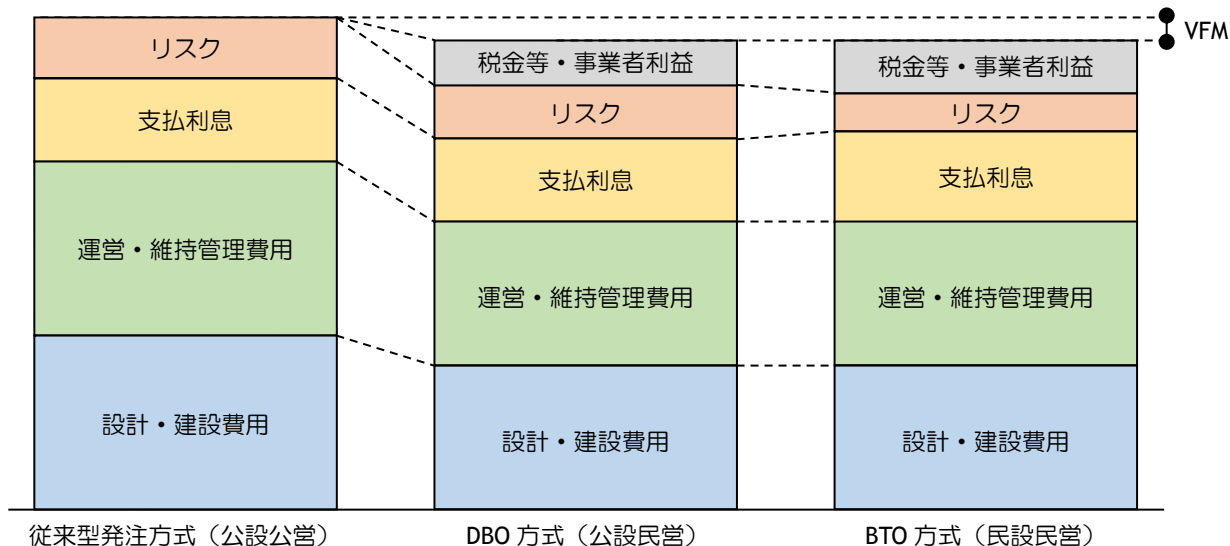 VFM
リスク
支払利息
運営・維持管理費用
設計・建設費用
従来型発注方式（公設公営）
税金等・事業者利益
リスク
支払利息
運営・維持管理費用
設計・建設費用
DBO 方式（公設民営）
税金等・事業者利益
リスク
支払利息
運営・維持管理費用
設計・建設費用
BTO 方式（民設民営）